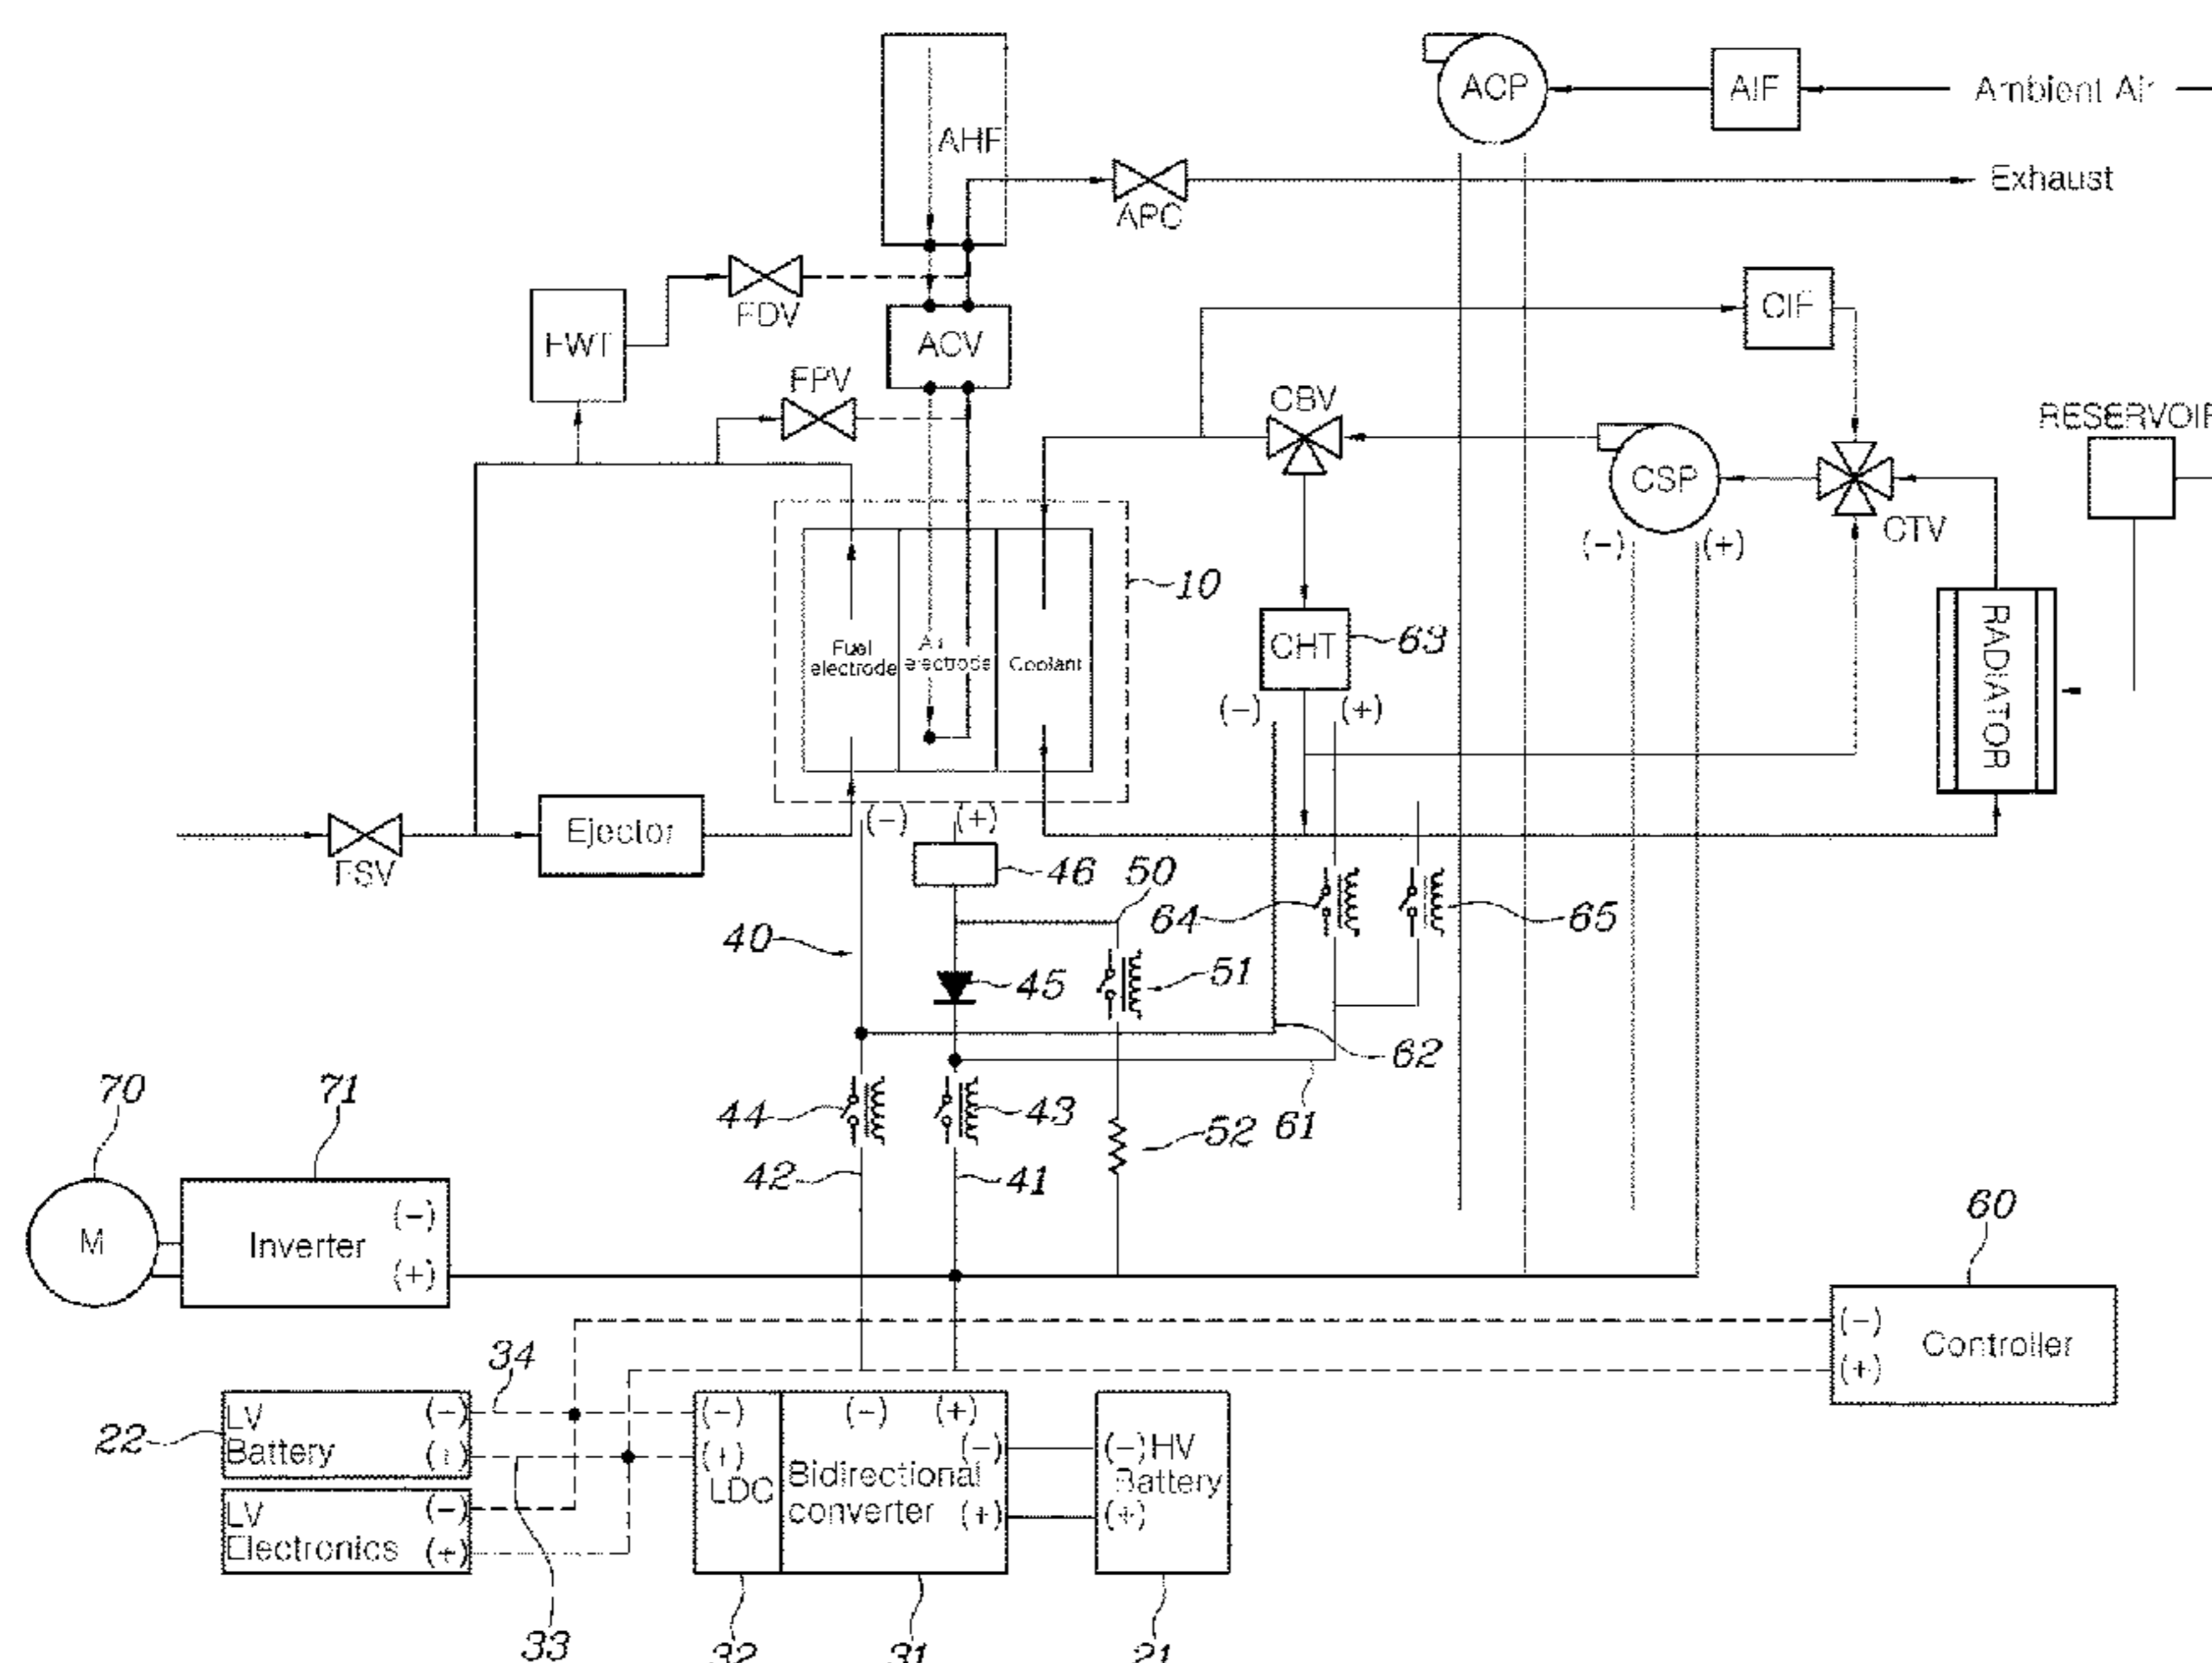 ACP
AIF
Ambient Air
AHF
Exhaust
APC
FDV
CIF
ACV
FPV
CBV
RESERVOIR
CSP
CTV
(-)
(+)
10
Fuel
electrode
Air
electrode
Coolant
CHT
63
RADIATOR
(-)
(+)
(-)
(+)
Ejector
FSV
46
50
64
65
40
45
51
62
70
71
44
43
52
61
42
41
60
M
Inverter
(-)
(+)
(-)
(+)
Controller
34
22
LV
Battery
(-)
(+)
LV
Electronics
(-)
(+)
(-)
(+)
LDC
(-)
(+)
Bidirectional
converter
(-)
(+)
(-)
(+)
HV
Battery
33
32
31
21